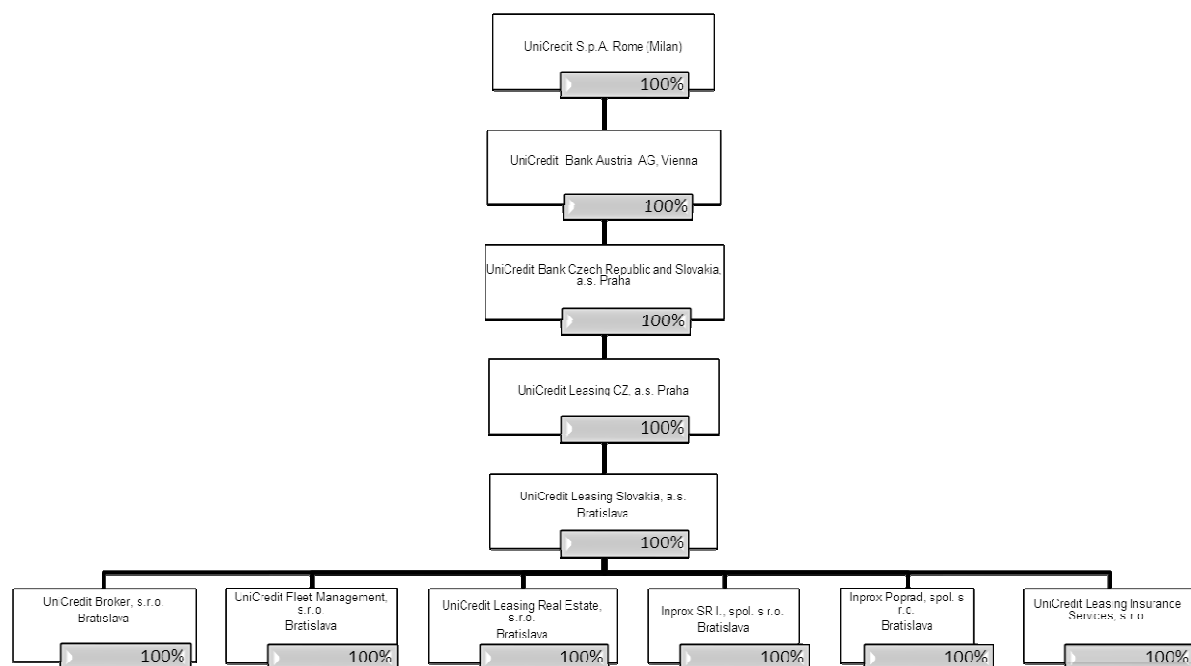 UniCredit S.p.A. Rome (Milan)
100%
UniCredit Bank Austria AG, Vienna
100%
UniCredit Bank Czech Republic and Slovakia,
a.s. Praha
100%
UniCredit Leasing CZ, a.s. Praha
100%
UniCredit Leasing Slovakia, a.s.
Bratislava
100%
UniCredit Broker, s.r.o.
Bratislava
100%
UniCredit Fleet Management,
s.r.o.
Bratislava
100%
UniCredit Leasing Real Estate,
s.r.o.
Bratislava
100%
Inprox SR I., spol. s r.o.
Bratislava
100%
Inprox Poprad, spol. s
r.o.
Bratislava
100%
UniCredit Leasing Insurance
Services, s.r.o.
100%